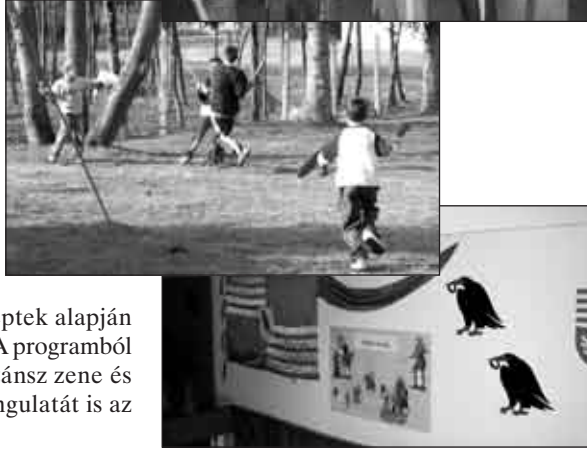 ptek alapján
A programból
ánsz zene és
ngulatát is az